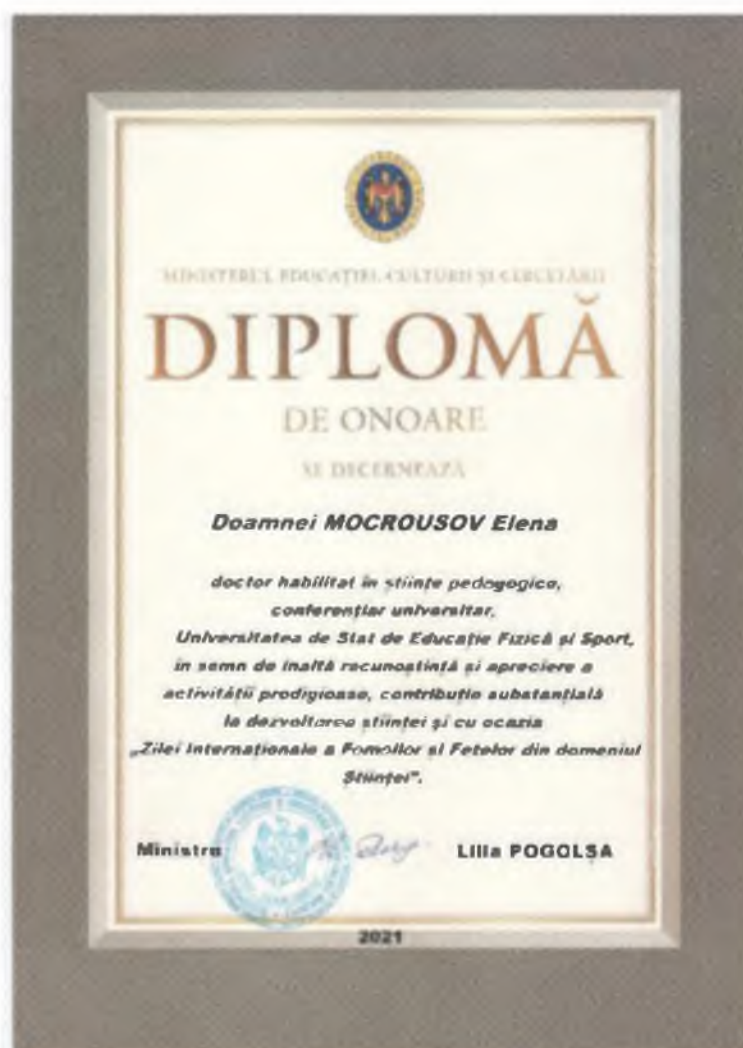 MINISTERUL EDUCAȚIEI, CULTURII ȘI CERCETĂRII
DIPLOMĂ
DE ONOARE
SE DECERNEAZĂ
Doamnei MOCROUSOV Elena
doctor habilitat în științe pedagogice,
conferențiar universitar,
Universitatea de Stat de Educație Fizică și Sport,
în semn de înaltă recunoștință și apreciere a
activității prodigioase, contribuție substanțială
la dezvoltarea științei și cu ocazia
„Zilei Internaționale a Femeilor și Fetelor din domeniul
Științei".
Ministru Lilia POGOLȘA
2021